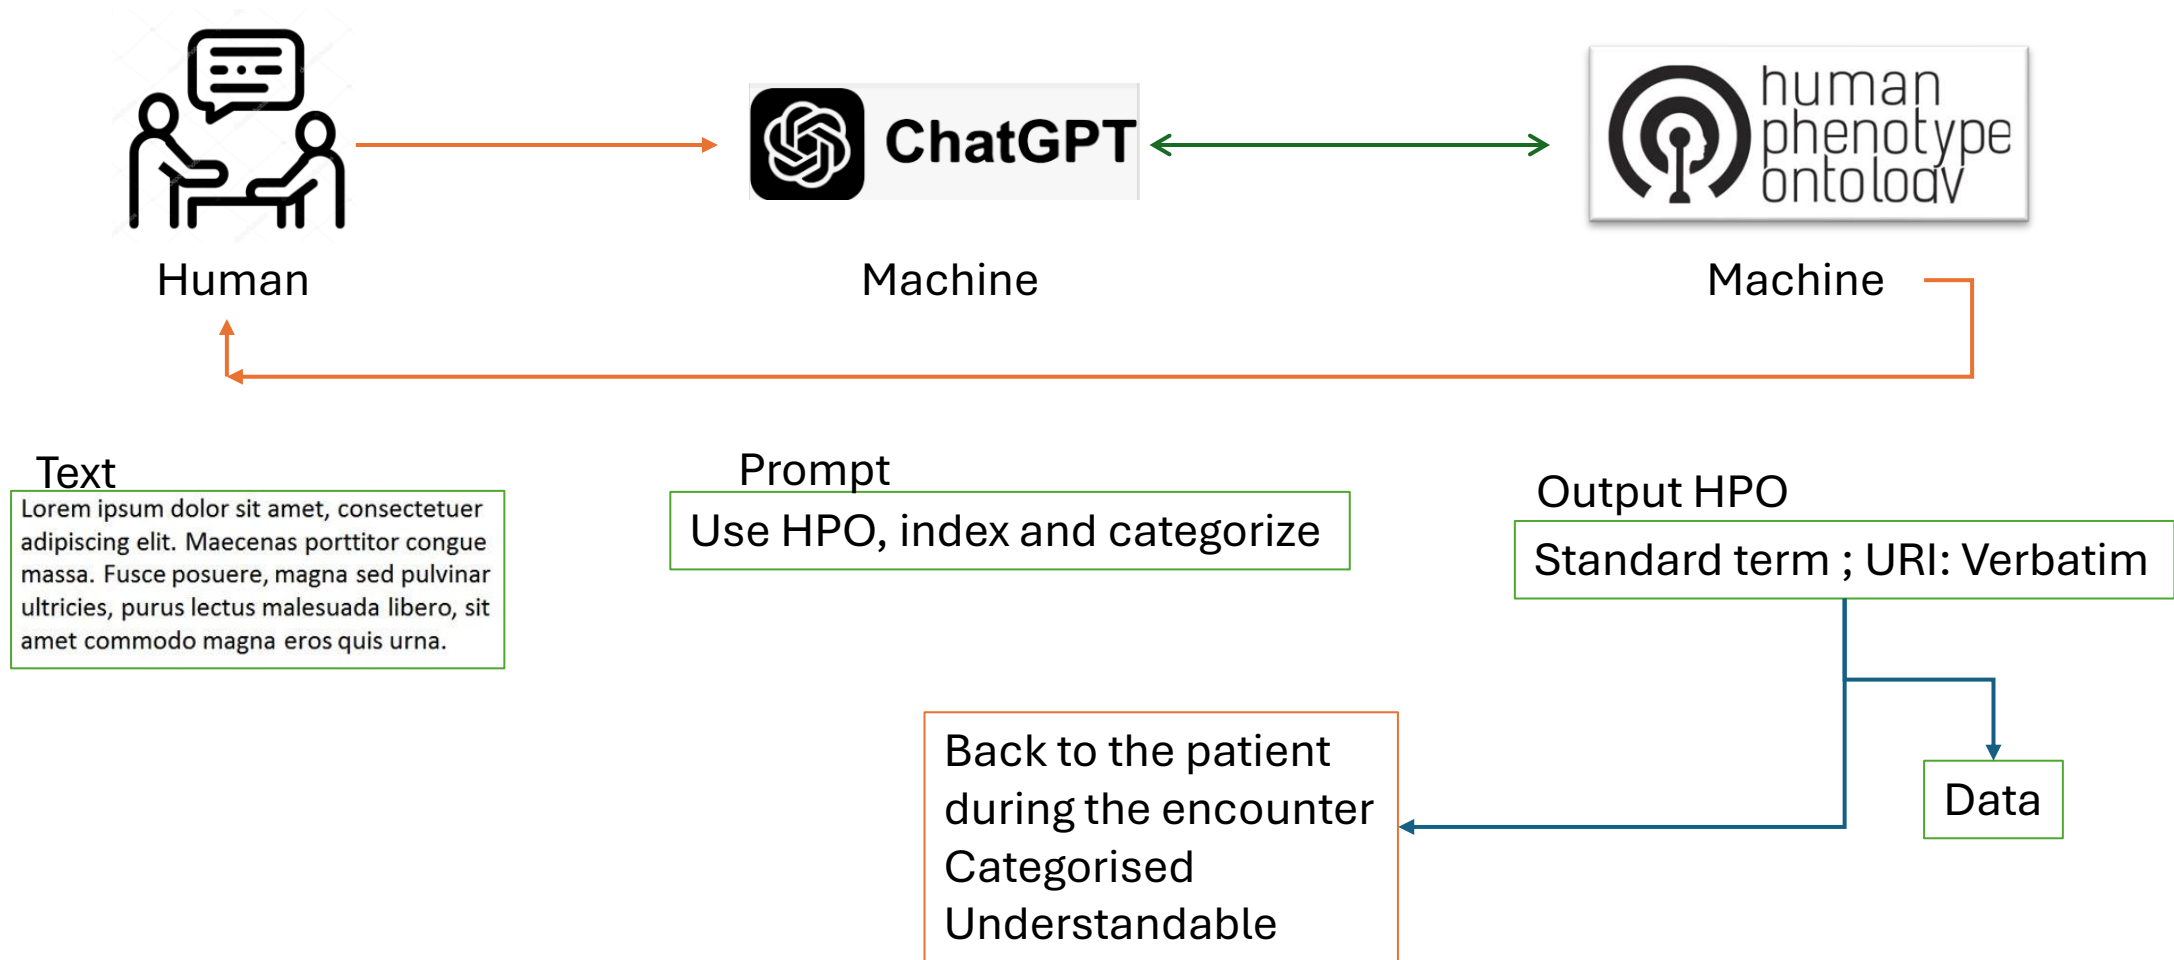 ChatGPT
human
phenotype
ontology
Human
Machine
Machine
Text
Lorem ipsum dolor sit amet, consectetuer
adipiscing elit. Maecenas porttitor congue
massa. Fusce posuere, magna sed pulvinar
ultricies, purus lectus malesuada libero, sit
amet commodo magna eros quis urna.
Prompt
Use HPO, index and categorize
Output HPO
Standard term ; URI: Verbatim
Back to the patient
during the encounter
Categorised
Understandable
Data